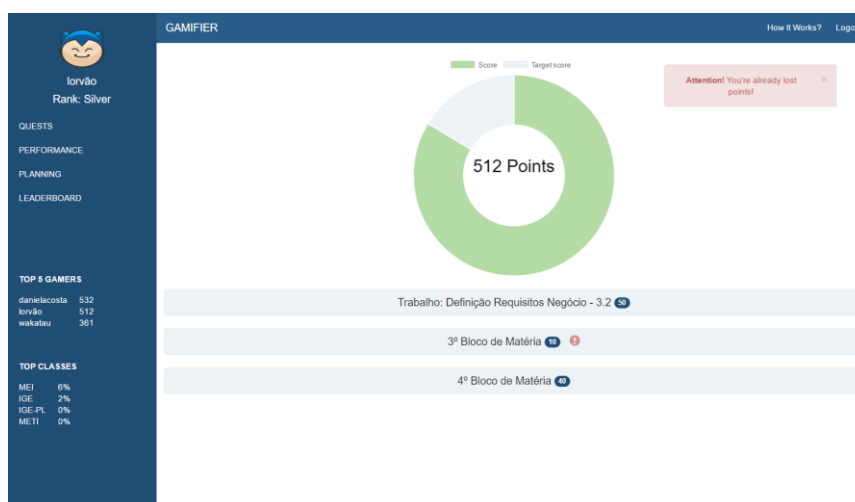 GAMIFIER
How It Works?
Logo
lorvão
Rank: Silver
QUESTS
PERFORMANCE
PLANNING
LEADERBOARD
TOP 5 GAMERS
danielacosta 532
lorvão 512
wakatau 361
TOP CLASSES
MEI 6%
IGE 2%
IGE-PL 0%
METI 0%
Score
Target score
Attention! You're already lost
points!
×
512 Points
Trabalho: Definição Requisitos Negócio - 3.2 50
3º Bloco de Matéria 10
4º Bloco de Matéria 40